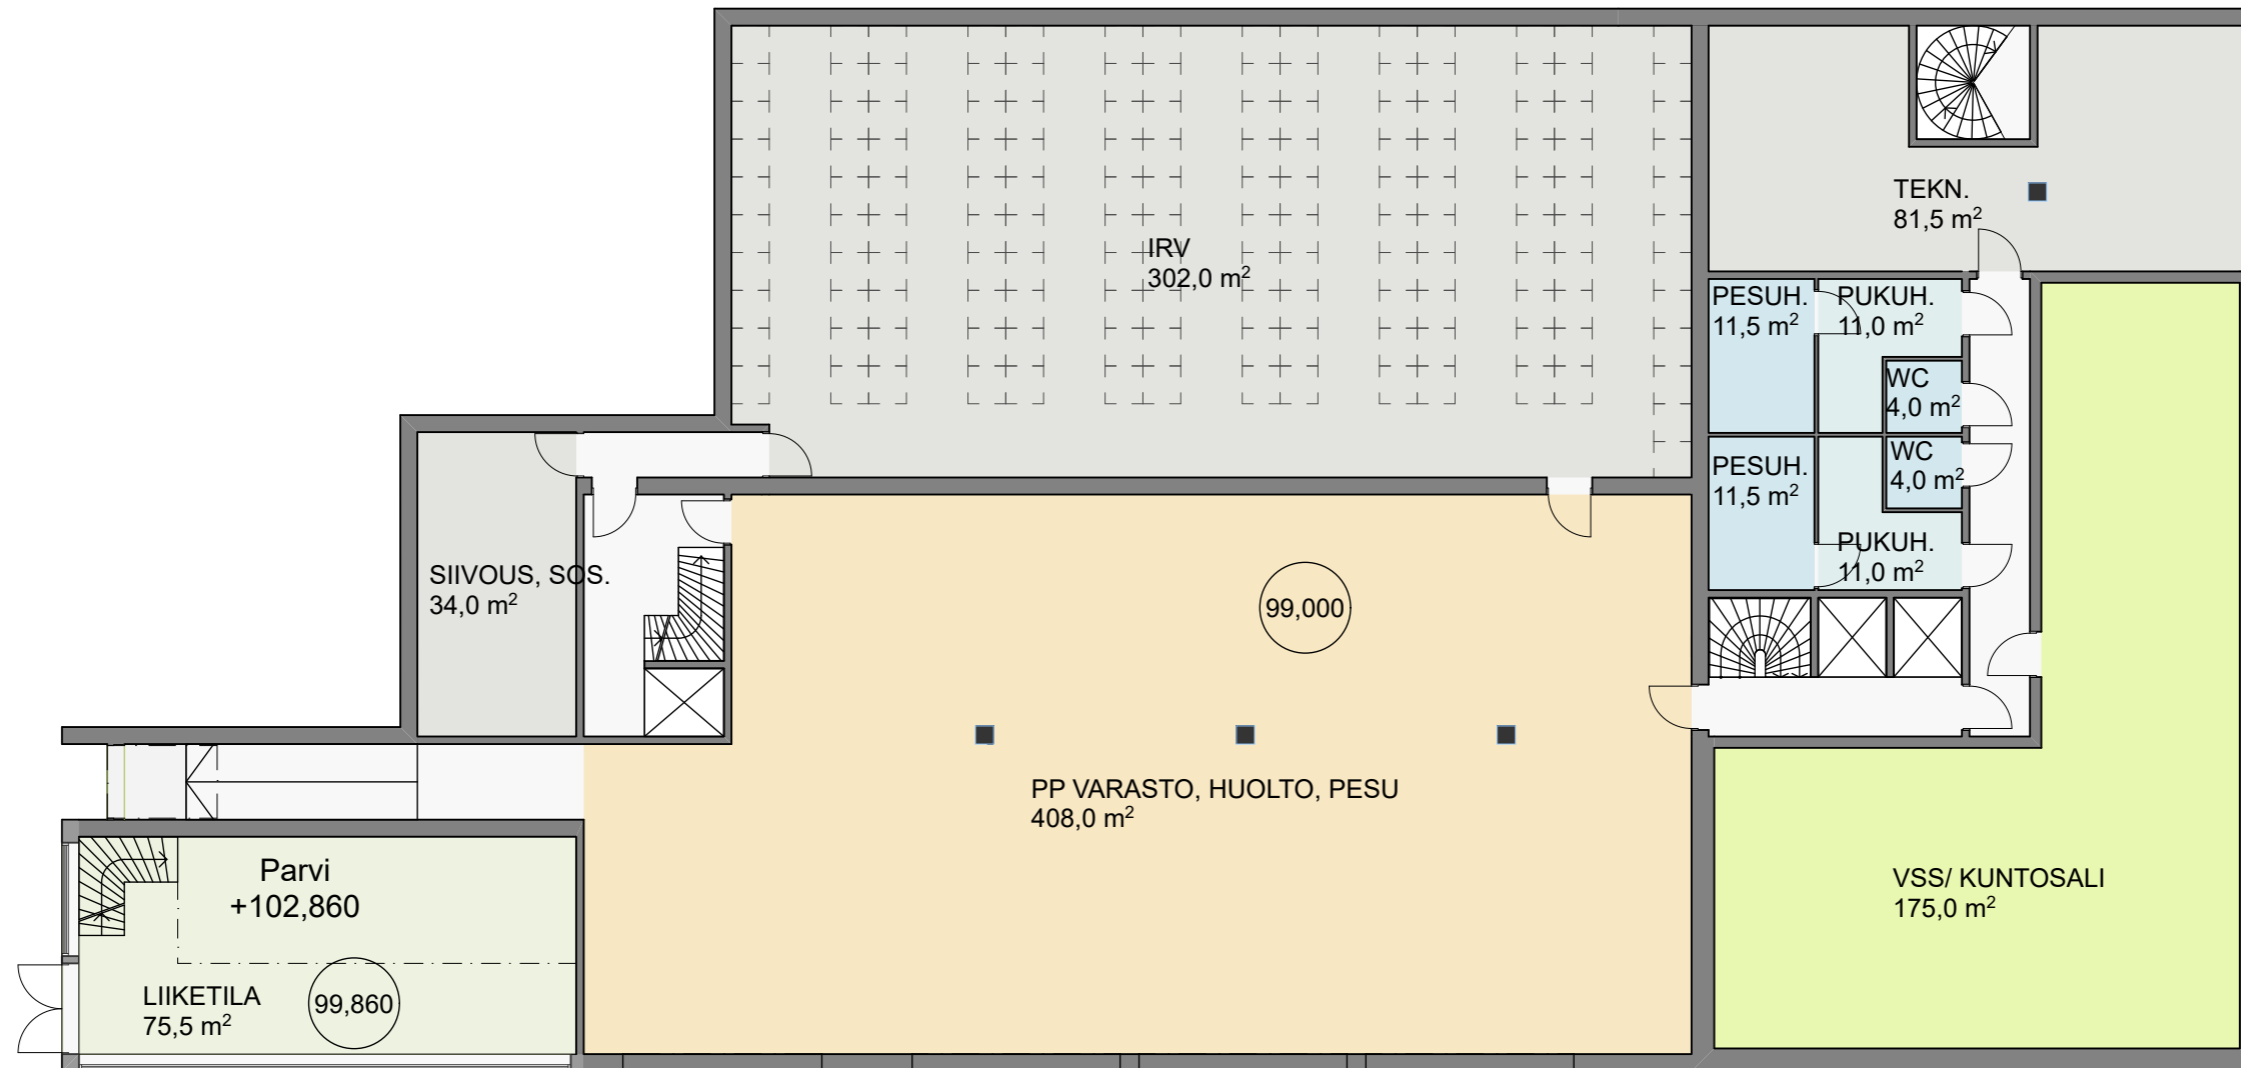 TEKN.
81,5 m²
IRV
302,0 m²
PESUH.
11,5 m²
PUKUH.
11,0 m²
WC
4,0 m²
WC
4,0 m²
PESUH.
11,5 m²
PUKUH.
11,0 m²
SIIVOUS, SOS.
34,0 m²
99,000
PP VARASTO, HUOLTO, PESU
408,0 m²
Parvi
+102,860
VSS/ KUNTOSALI
175,0 m²
LIIKETILA
75,5 m²
99,860